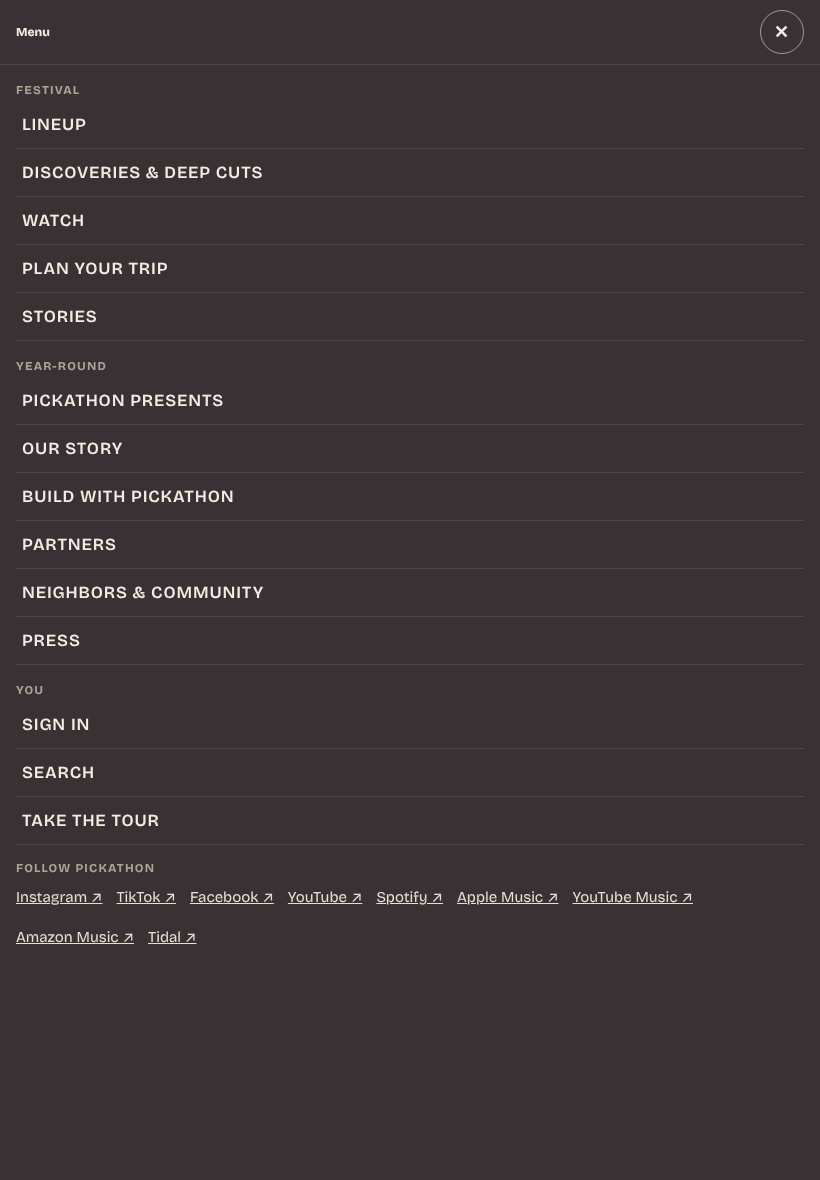 Menu
✕
FESTIVAL
LINEUP
DISCOVERIES & DEEP CUTS
WATCH
PLAN YOUR TRIP
STORIES
YEAR-ROUND
PICKATHON PRESENTS
OUR STORY
BUILD WITH PICKATHON
PARTNERS
NEIGHBORS & COMMUNITY
PRESS
YOU
SIGN IN
SEARCH
TAKE THE TOUR
FOLLOW PICKATHON
Instagram ↗ TikTok ↗ Facebook ↗ YouTube ↗ Spotify ↗ Apple Music ↗ YouTube Music ↗
Amazon Music ↗ Tidal ↗